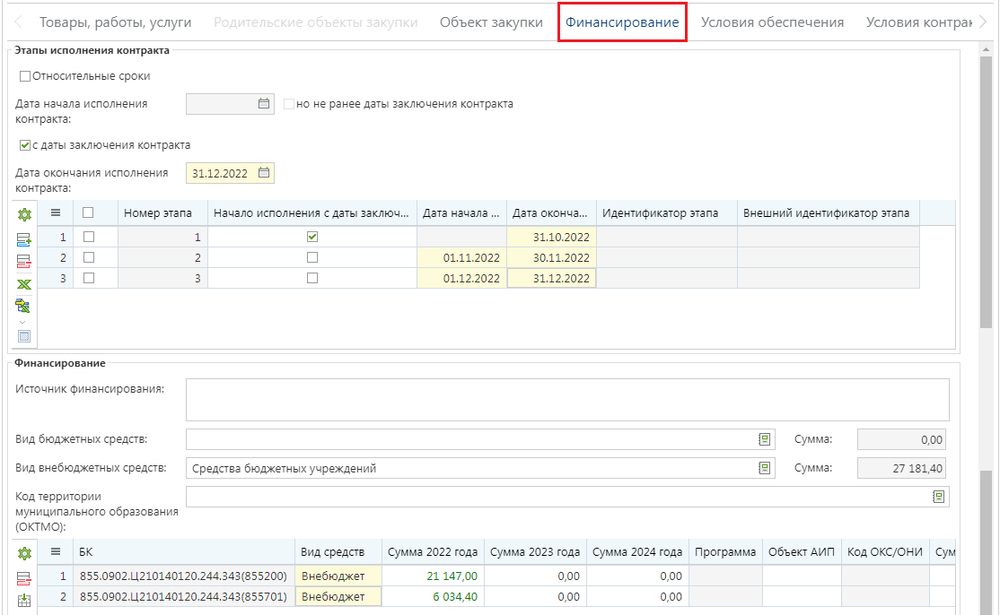 Товары, работы, услуги Родительские объекты закупки Объект закупки Финансирование Условия обеспечения Условия контрак
Этапы исполнения контракта
Относительные сроки
Дата начала исполнения
контракта:
но не ранее даты заключения контракта
с даты заключения контракта
Дата окончания исполнения
контракта:
31.12.2022
Номер этапа Начало исполнения с даты заключ... Дата начала ... Дата оконча... Идентификатор этапа Внешний идентификатор этапа
1 1 31.10.2022
2 2 01.11.2022 30.11.2022
3 3 01.12.2022 31.12.2022
Финансирование
Источник финансирования:
Вид бюджетных средств: Сумма: 0,00
Вид внебюджетных средств: Средства бюджетных учреждений Сумма: 27 181,40
Код территории
муниципального образования
(ОКТМО):
БК Вид средств Сумма 2022 года Сумма 2023 года Сумма 2024 года Программа Объект АИП Код ОКС/ОНИ Сум
1 855.0902.Ц210140120.244.343(855200) Внебюджет 21 147,00 0,00 0,00
2 855.0902.Ц210140120.244.343(855701) Внебюджет 6 034,40 0,00 0,00